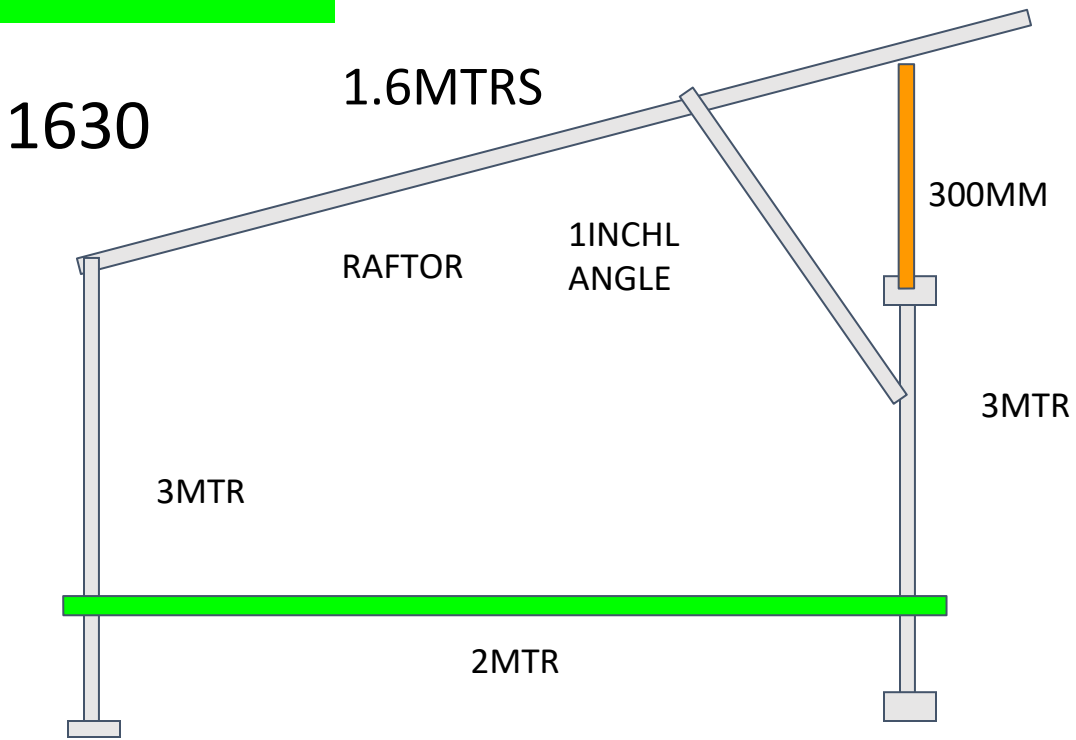 1.6MTRS
1630
300MM
1INCHL
ANGLE
RAFTOR
3MTR
3MTR
2MTR